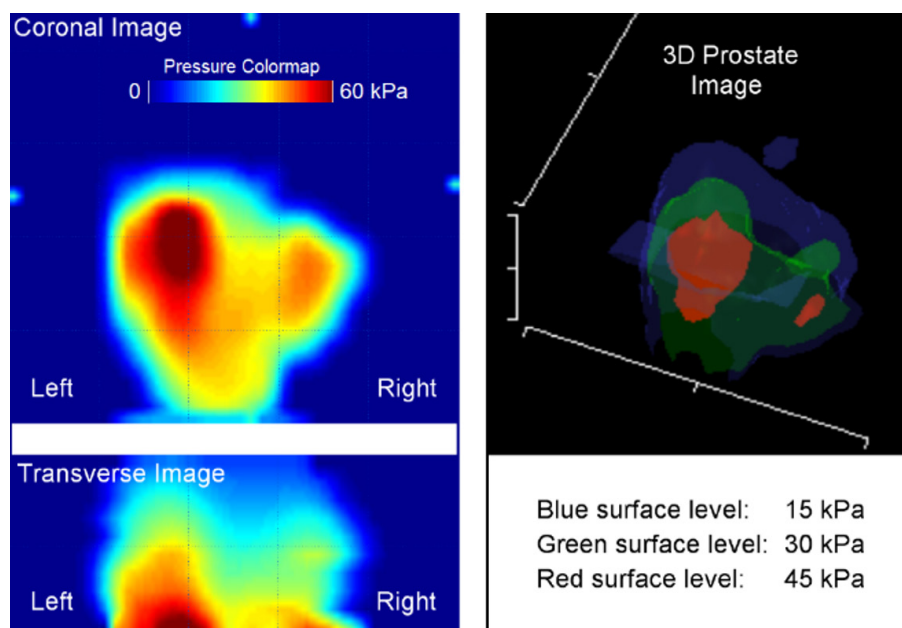 Coronal Image
Pressure Colormap
0 60 kPa
Left Right
Transverse Image
Left Right
3D Prostate
Image
Blue surface level: 15 kPa
Green surface level: 30 kPa
Red surface level: 45 kPa